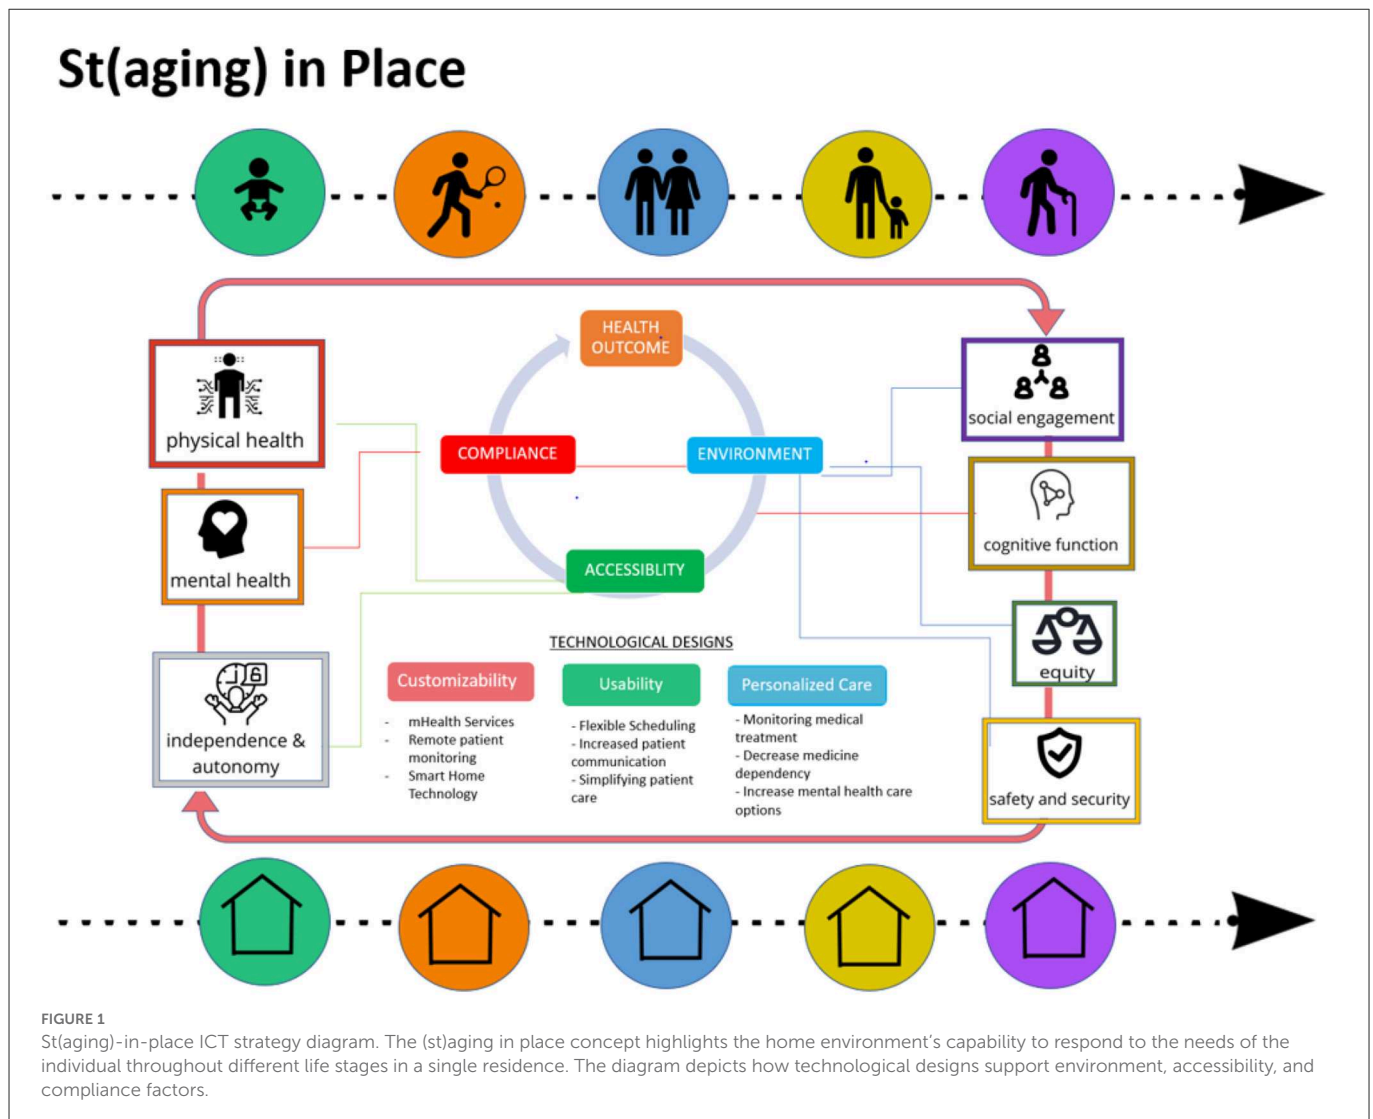 St(aging) in Place
HEALTH
OUTCOME
physical health
social engagement
COMPLIANCE
ENVIRONMENT
cognitive function
mental health
ACCESSIBLITY
TECHNOLOGICAL DESIGNS
equity
independence &
autonomy
Customizability
- mHealth Services
- Remote patient
monitoring
- Smart Home
Technology
Usability
- Flexible Scheduling
- Increased patient
communication
- Simplifying patient
care
Personalized Care
- Monitoring medical
treatment
- Decrease medicine
dependency
- Increase mental health care
options
safety and security
FIGURE 1
St(aging)-in-place ICT strategy diagram. The (st)aging in place concept highlights the home environment's capability to respond to the needs of the
individual throughout different life stages in a single residence. The diagram depicts how technological designs support environment, accessibility, and
compliance factors.